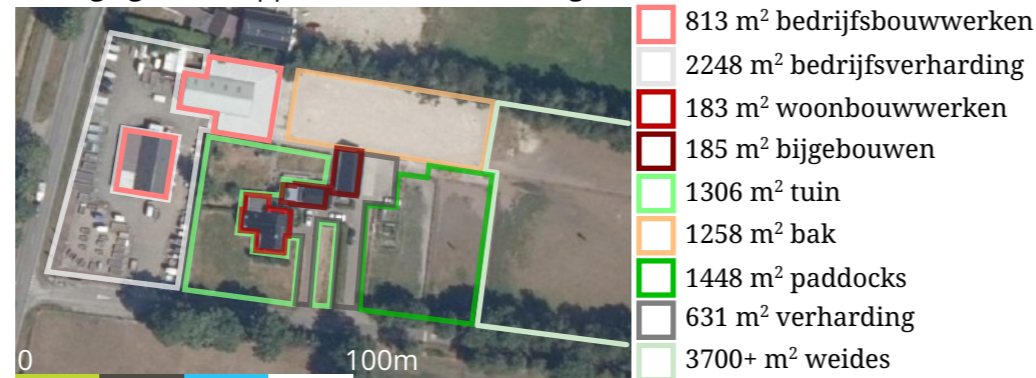 813 m² bedrijfsbouwwerken
2248 m² bedrijfsverharding
183 m² woonbouwwerken
185 m² bijgebouwen
1306 m² tuin
1258 m² bak
1448 m² paddocks
631 m² verharding
3700+ m² weides
0 100m